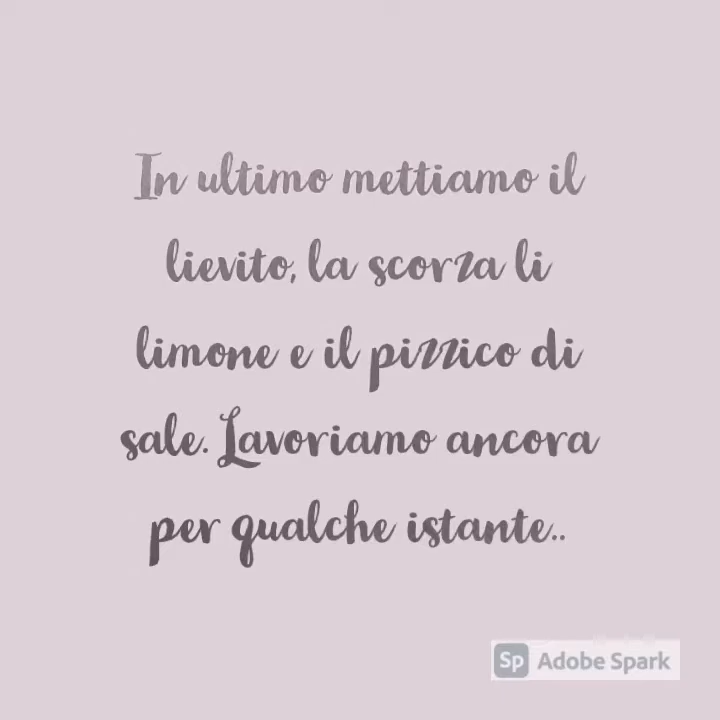 In ultimo mettiamo il
lievito, la scorza li
limone e il pizzico di
sale. Lavoriamo ancora
per qualche istante..
Sp Adobe Spark